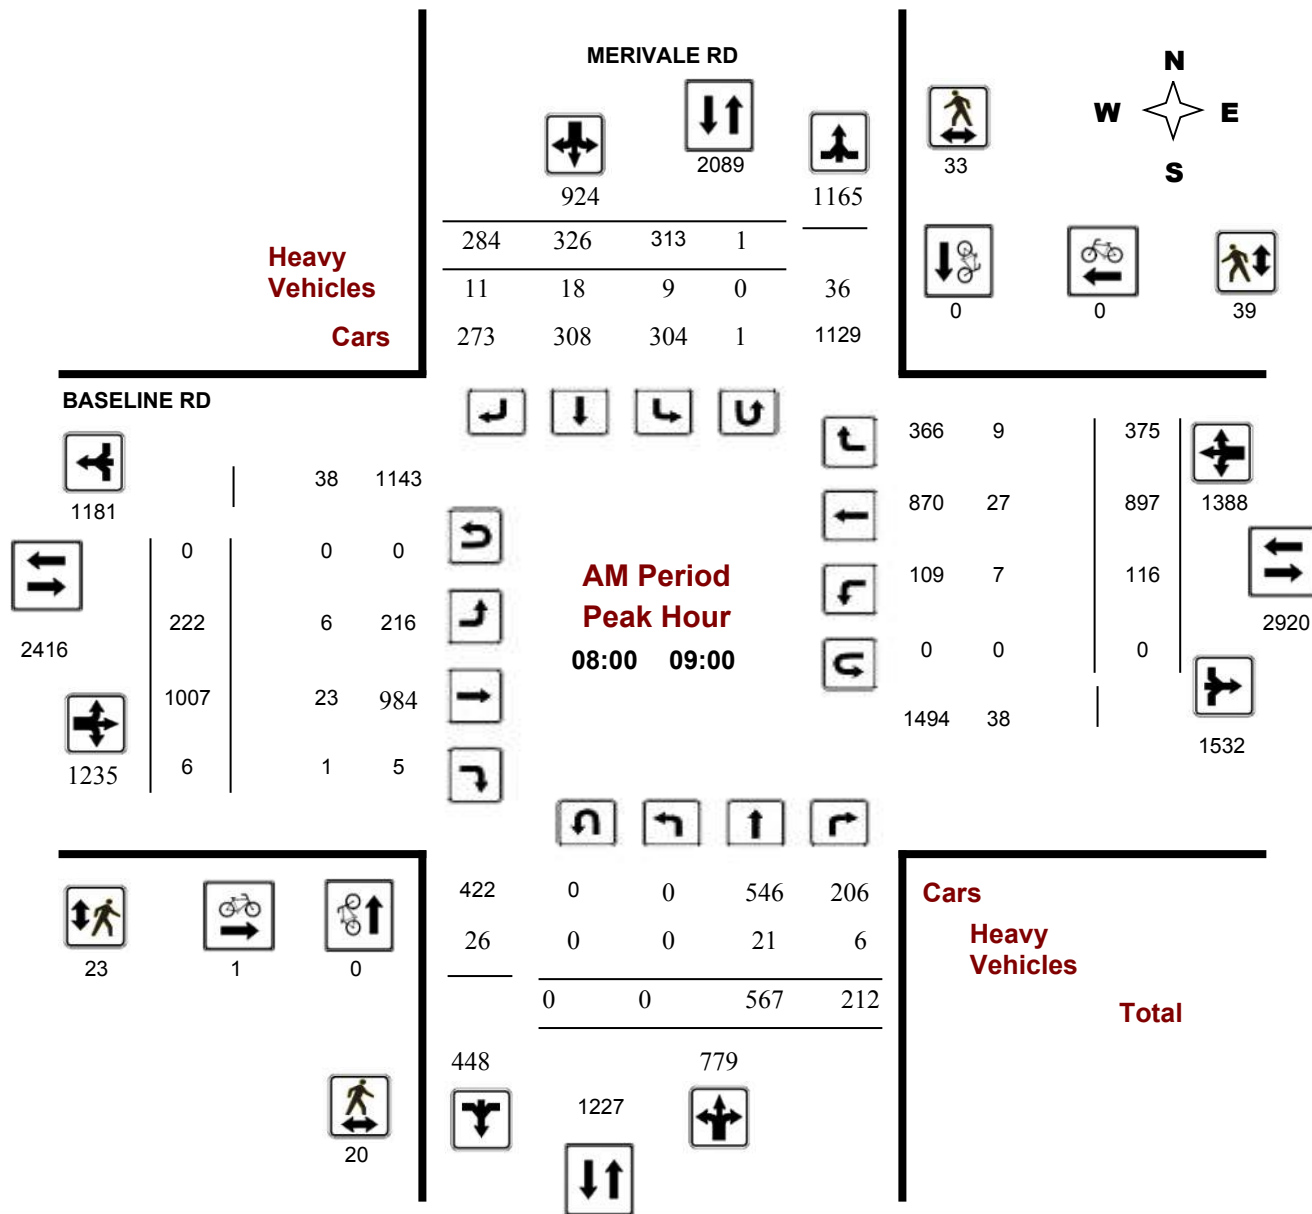 MERIVALE RD
N
W E
S
2089
33
924 1165
284 326 313 1
Heavy
Vehicles
11 18 9 0 36
Cars
273 308 304 1 1129
0 0 39
BASELINE RD
366 9 375
38 1143
1181
870 27 897 1388
0 0 0
AM Period
109 7 116
Peak Hour
222 6 216
2920
2416
08:00 09:00
0 0 0
1007 23 984
1494 38
1532
1235 6 1 5
422 0 0 546 206
Cars
26 0 0 21 6
Heavy
Vehicles
23 1 0
0 0 567 212
Total
448 779
1227
20